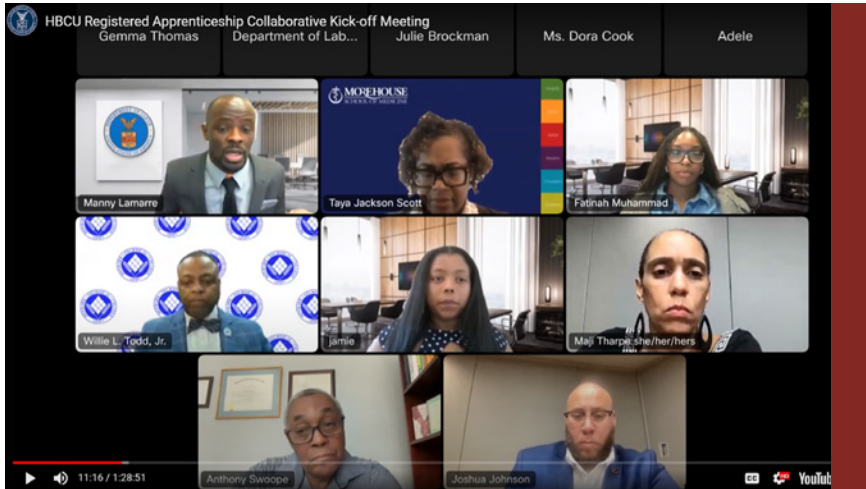 HBCU Registered Apprenticeship Collaborative Kick-off Meeting
Gemma Thomas
Department of Lab...
Julie Brockman
Ms. Dora Cook
Adele
MOREHOUSE
SCHOOL OF MEDICINE
Manny Lamarre
Taya Jackson Scott
Fatinah Muhammad
Willie L. Todd, Jr.
jamie
Maji Tharpe she/her/hers
Anthony Swoope
Joshua Johnson
11:16 / 1:28:51
CC
HD
YouTub